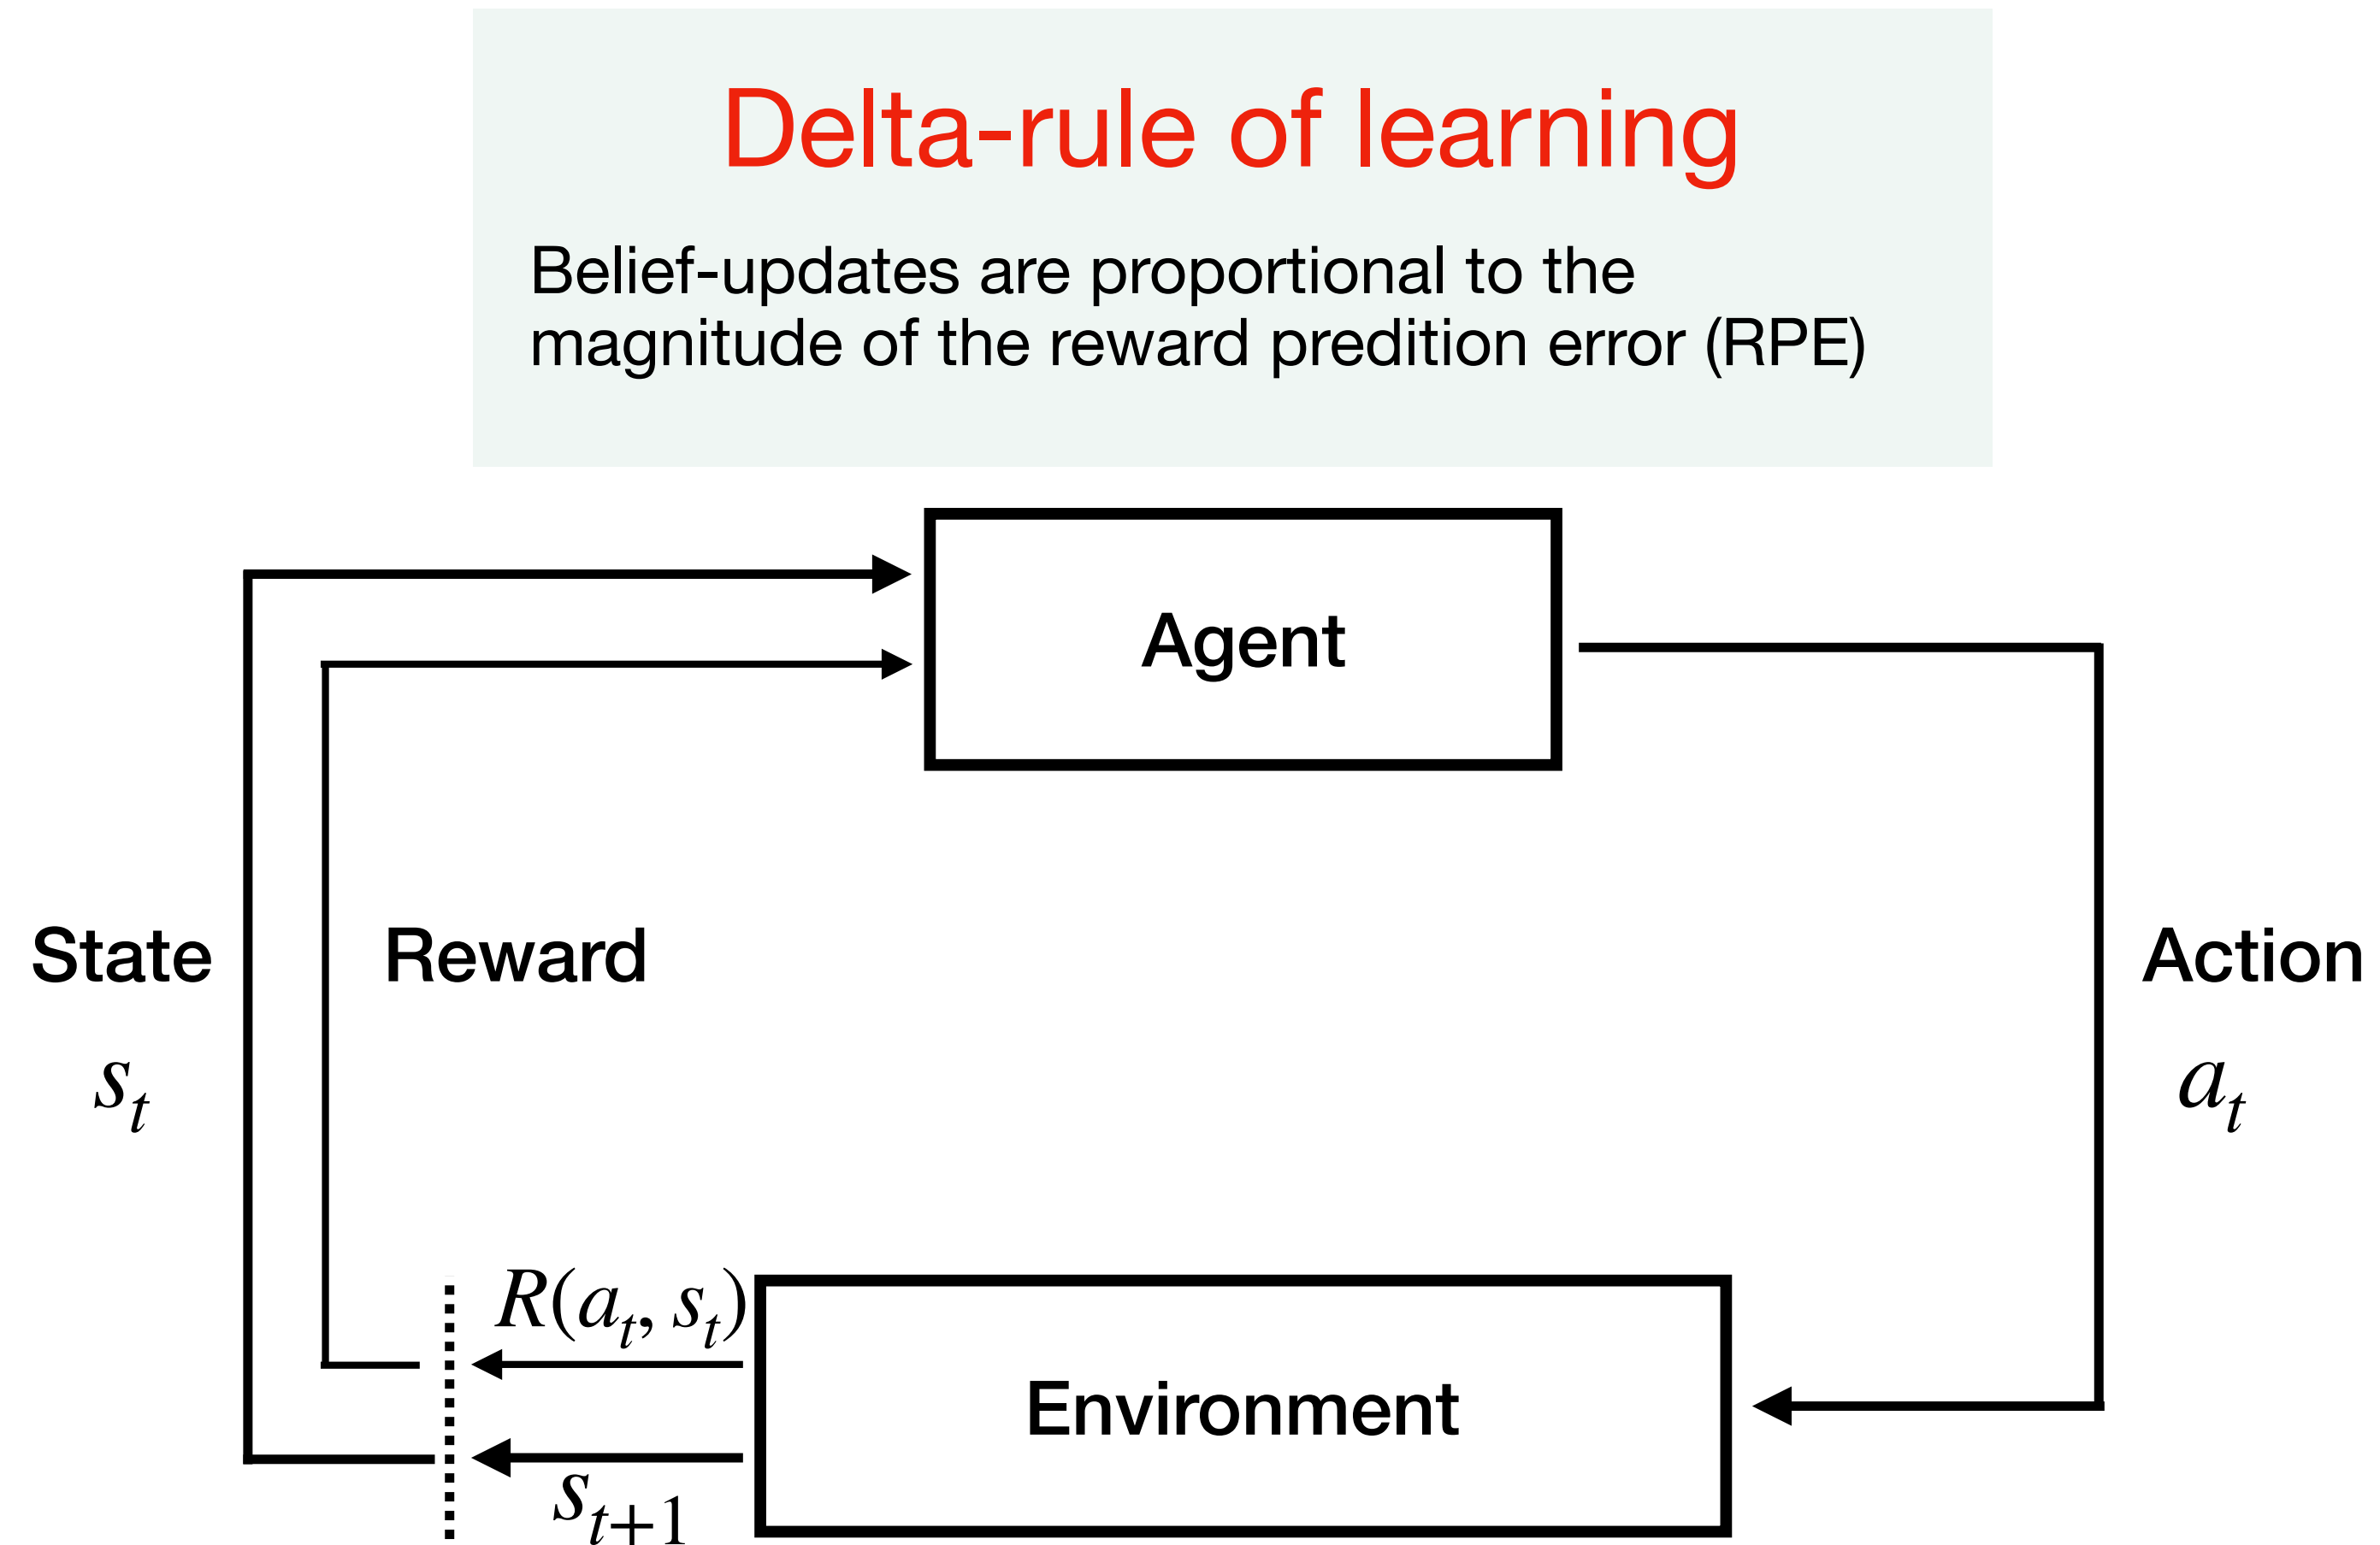 Delta-rule of learning
Belief-updates are proportional to the
magnitude of the reward predition error (RPE)
Agent
State
Reward
Action
s_t
a_t
R(a_t, s_t)
Environment
s_{t+1}